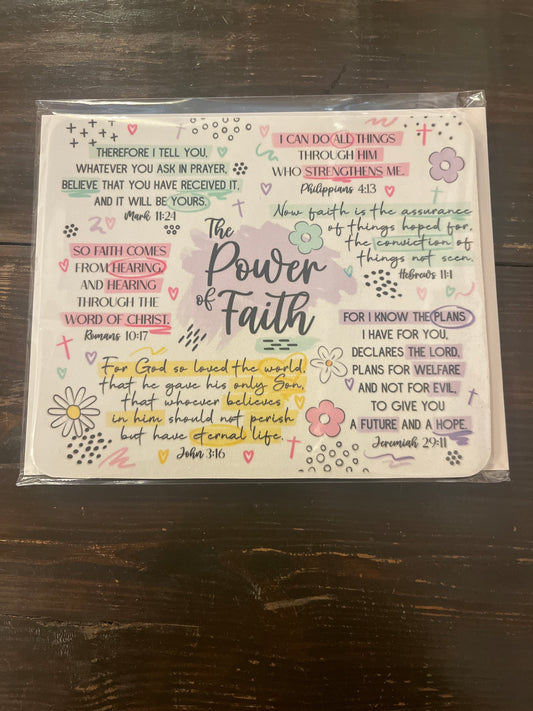 THEREFORE I TELL YOU,
WHATEVER YOU ASK IN PRAYER,
BELIEVE THAT YOU HAVE RECEIVED IT,
AND IT WILL BE YOURS.
Mark 11:24
I CAN DO ALL THINGS
THROUGH HIM
WHO STRENGTHENS ME.
Philippians 4:13
Now faith is the assurance
of things hoped for,
the conviction of
things not seen.
Hebrews 11:1
The
Power
of
Faith
SO FAITH COMES
FROM HEARING,
AND HEARING
THROUGH THE
WORD OF CHRIST.
Romans 10:17
FOR I KNOW THE PLANS
I HAVE FOR YOU,
DECLARES THE LORD,
PLANS FOR WELFARE
AND NOT FOR EVIL,
TO GIVE YOU
A FUTURE AND A HOPE.
Jeremiah 29:11
For God so loved the world,
that he gave his only Son,
that whoever believes
in him should not perish
but have eternal life.
John 3:16